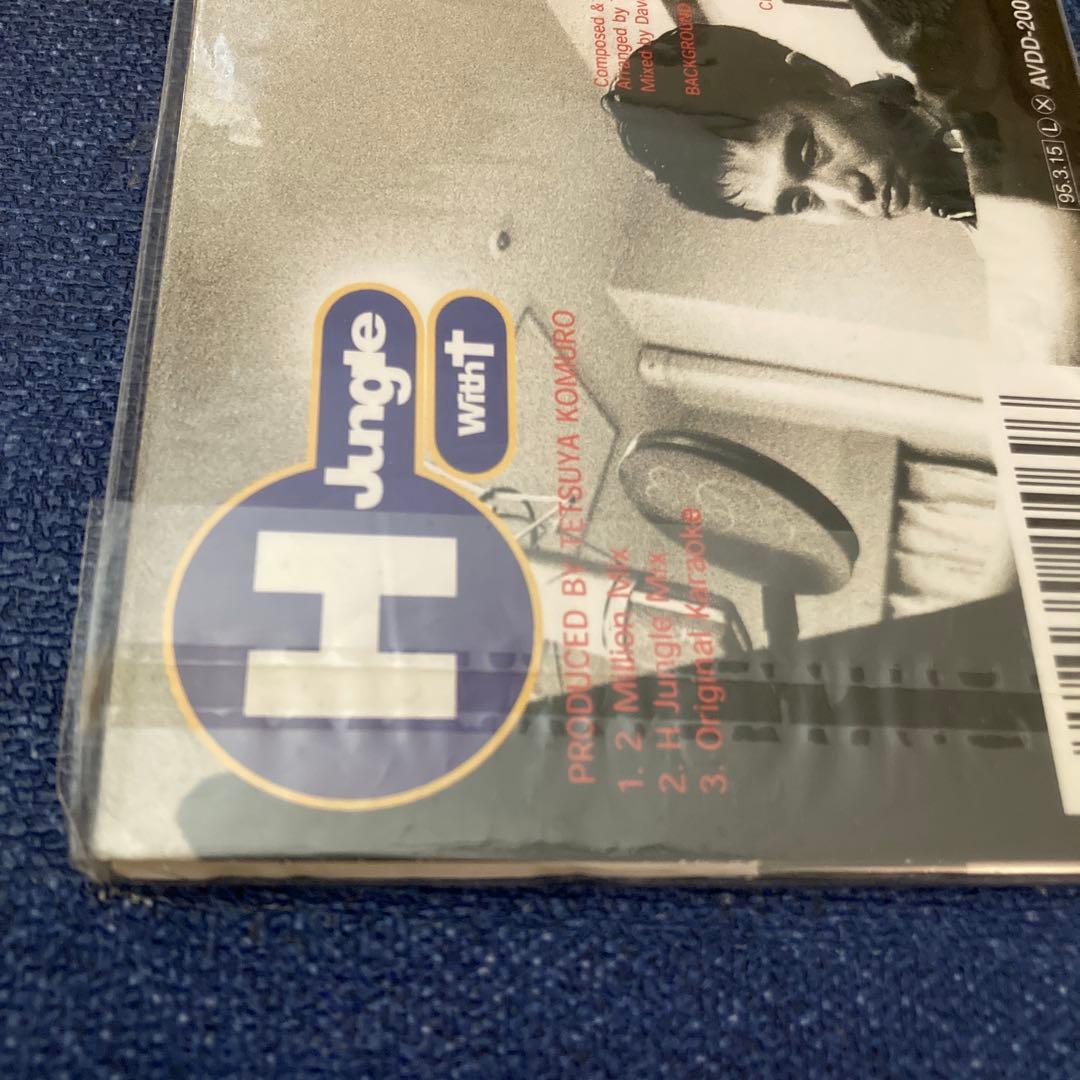 H
Jungle
With t
PRODUCED BY TETSUYA KOMURO
1. 2 Million Mix
2. H Jungle Mix
3. Original Karaoke
Composed &
Arranged by
Mixed by Dav
BACKGROUND
95.3.15 L X AVDD-200